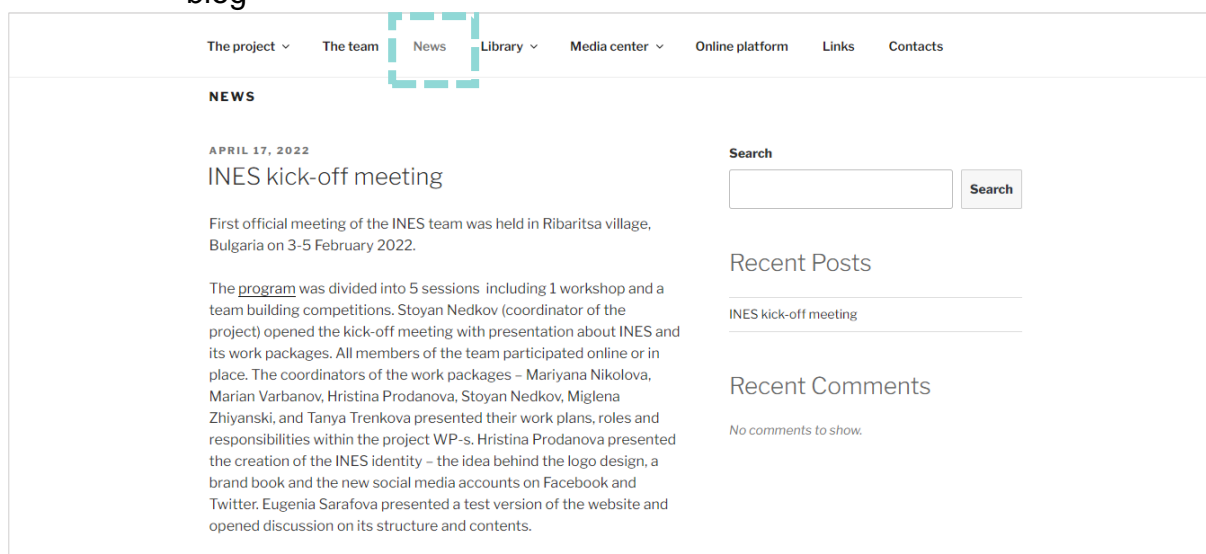 blog
The project The team News Library Media center Online platform Links Contacts
NEWS
APRIL 17, 2022
INES kick-off meeting
First official meeting of the INES team was held in Ribaritsa village,
Bulgaria on 3-5 February 2022.
The program was divided into 5 sessions including 1 workshop and a
team building competitions. Stoyan Nedkov (coordinator of the
project) opened the kick-off meeting with presentation about INES and
its work packages. All members of the team participated online or in
place. The coordinators of the work packages – Mariyana Nikolova,
Marian Varbanov, Hristina Prodanova, Stoyan Nedkov, Miglena
Zhiyanski, and Tanya Trenkova presented their work plans, roles and
responsibilities within the project WP-s. Hristina Prodanova presented
the creation of the INES identity – the idea behind the logo design, a
brand book and the new social media accounts on Facebook and
Twitter. Eugenia Sarafova presented a test version of the website and
opened discussion on its structure and contents.
Search
Search
Recent Posts
INES kick-off meeting
Recent Comments
No comments to show.